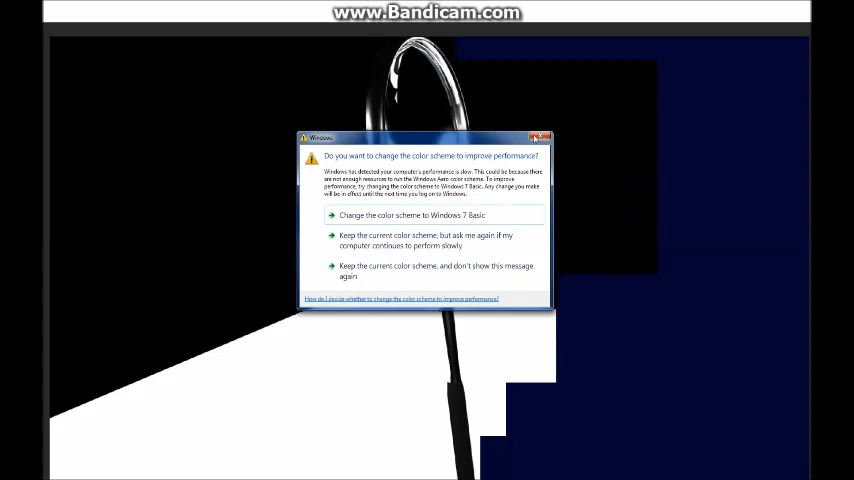 www.Bandicam.com
Windows
Do you want to change the color scheme to improve performance?
Windows has detected your computer's performance is slow. This could be because there
are not enough resources to run the Windows Aero color scheme. To improve
performance, try changing the color scheme to Windows 7 Basic. Any change you make
will be in effect until the next time you log on to Windows.
Change the color scheme to Windows 7 Basic
Keep the current color scheme, but ask me again if my
computer continues to perform slowly
Keep the current color scheme, and don't show this message
again
How do I decide whether to change the color scheme to improve performance?